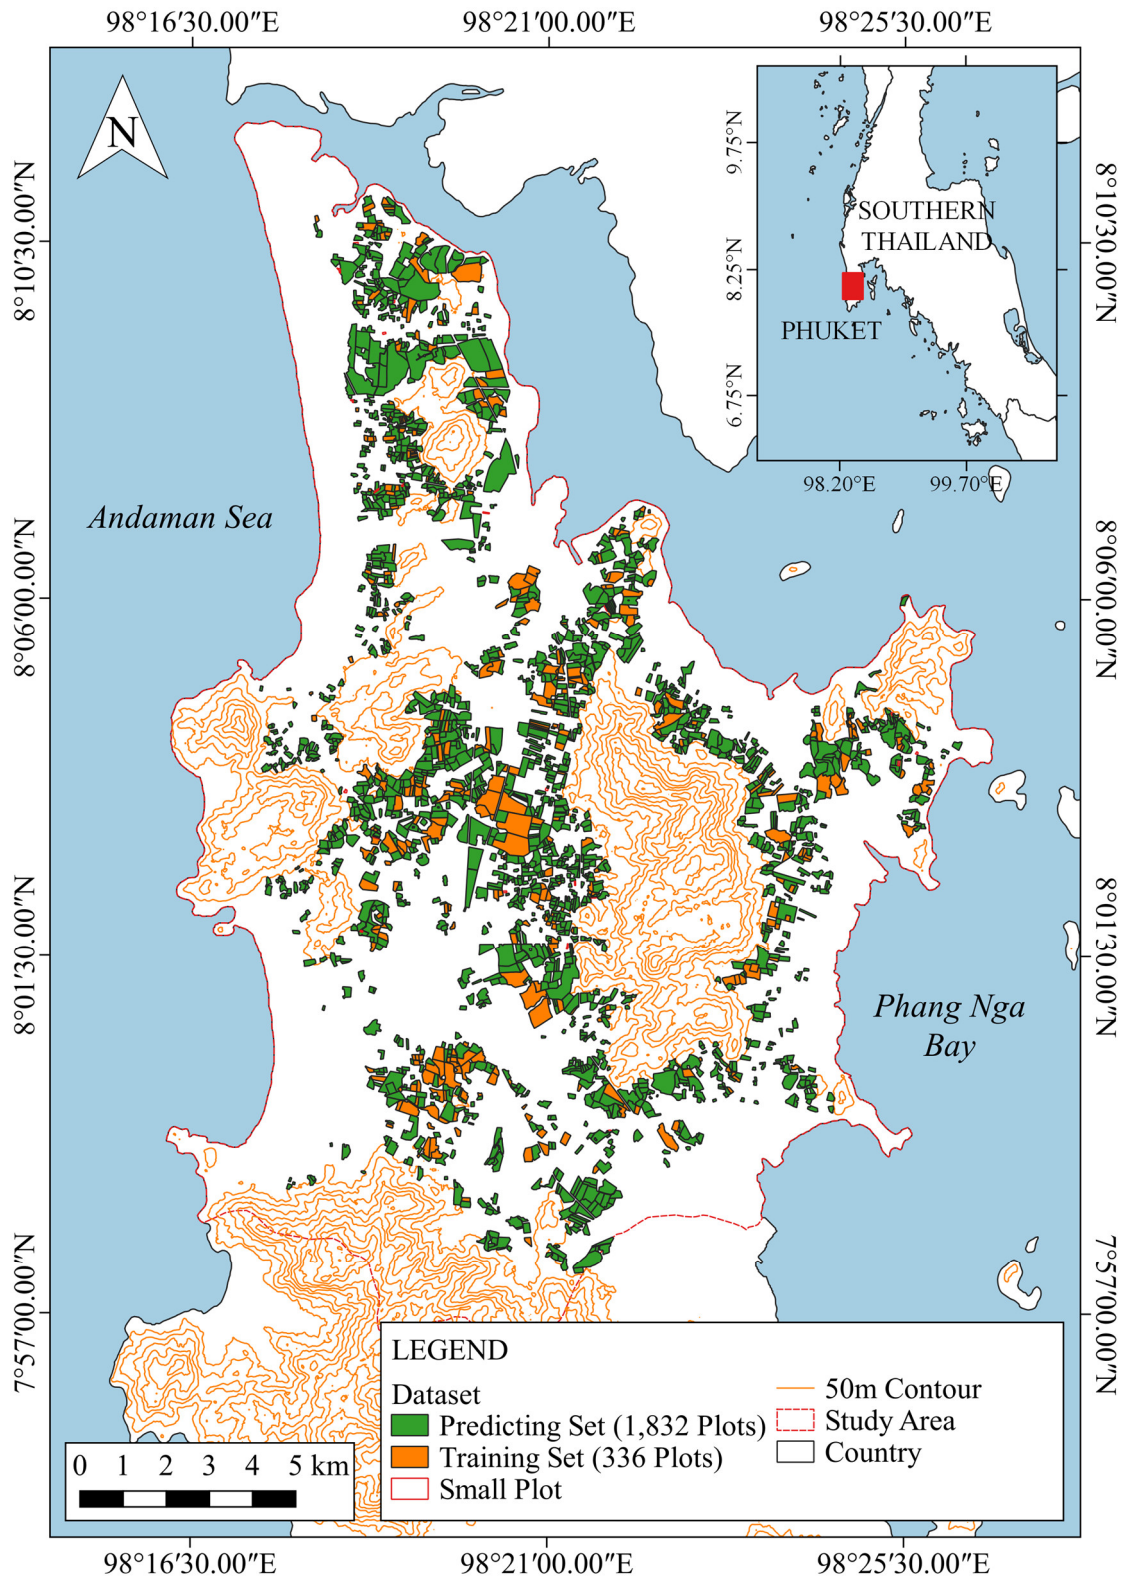 98°16′30.00″E 98°21′00.00″E 98°25′30.00″E
N
9.75°N
8.25°N
6.75°N
SOUTHERN
THAILAND
PHUKET
98.20°E 99.70°E
8°10′30.00″N
8°10′30.00″N
Andaman Sea
8°06′00.00″N
8°06′00.00″N
8°01′30.00″N
8°01′30.00″N
Phang Nga
Bay
7°57′00.00″N
7°57′00.00″N
LEGEND
Dataset
Predicting Set (1,832 Plots)
Training Set (336 Plots)
Small Plot
50m Contour
Study Area
Country
0 1 2 3 4 5 km
98°16′30.00″E 98°21′00.00″E 98°25′30.00″E